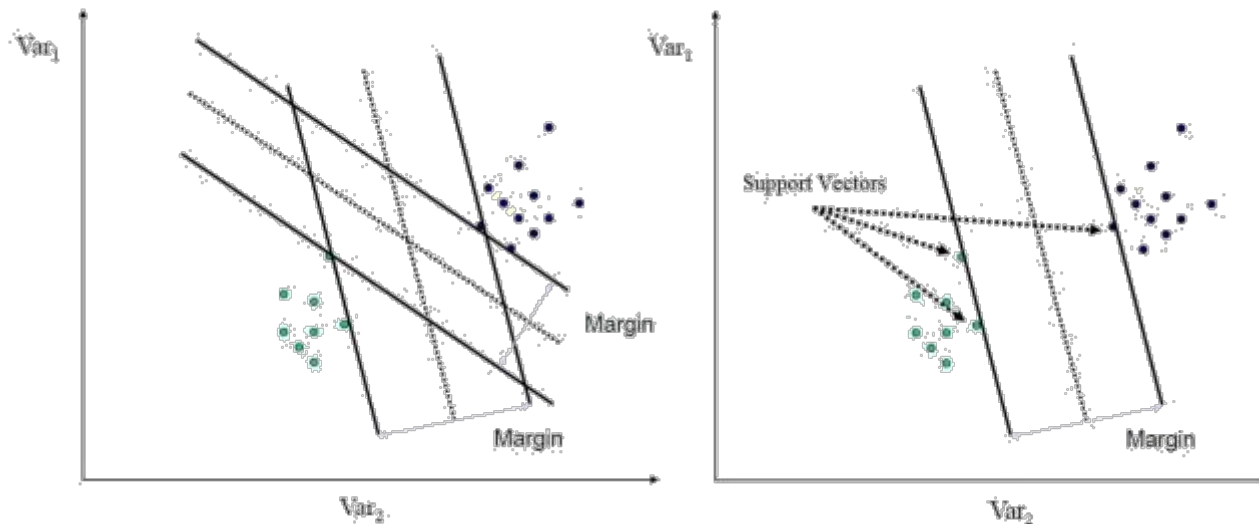 Var₁
Margin
Margin
Var₂
Var₁
Support Vectors
Margin
Var₂